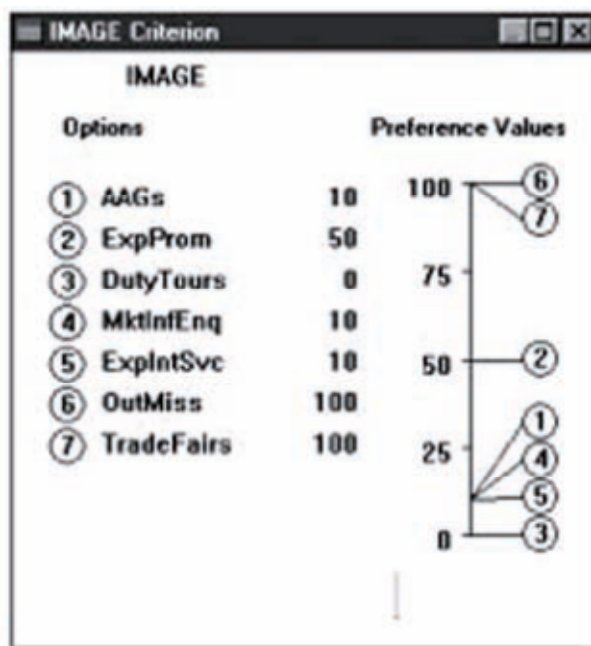 IMAGE Criterion
IMAGE
Options Preference Values
1 AAGs 10
2 ExpProm 50
3 DutyTours 0
4 MktInfEnq 10
5 ExpIntSvc 10
6 OutMiss 100
7 TradeFairs 100
100
75
50
25
0
6
7
2
1
4
5
3